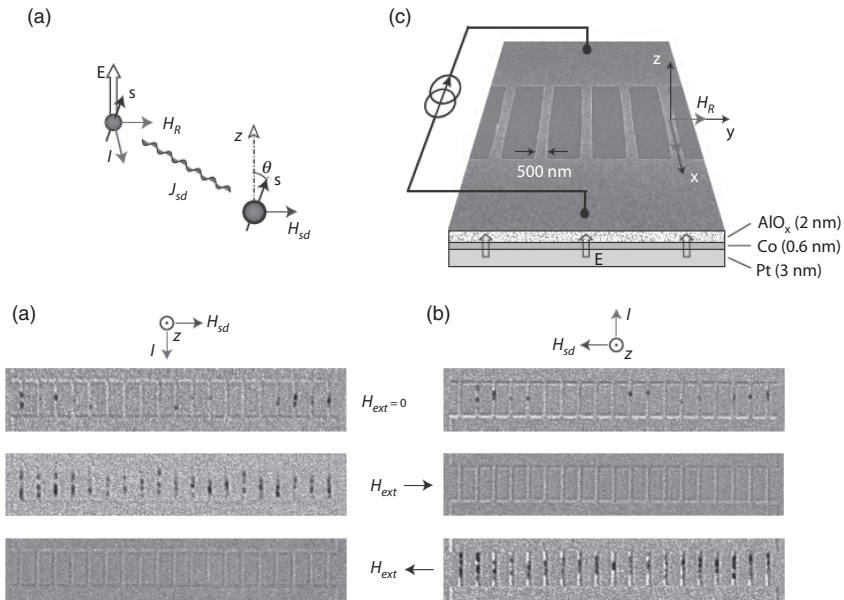 (a)
E
s
H_R
I
J_sd
z
θ
s
H_sd
(c)
z
H_R
y
500 nm
x
AlO_x (2 nm)
Co (0.6 nm)
E
Pt (3 nm)
(a)
H_sd
z
I
(b)
I
H_sd
z
H_ext = 0
H_ext
H_ext